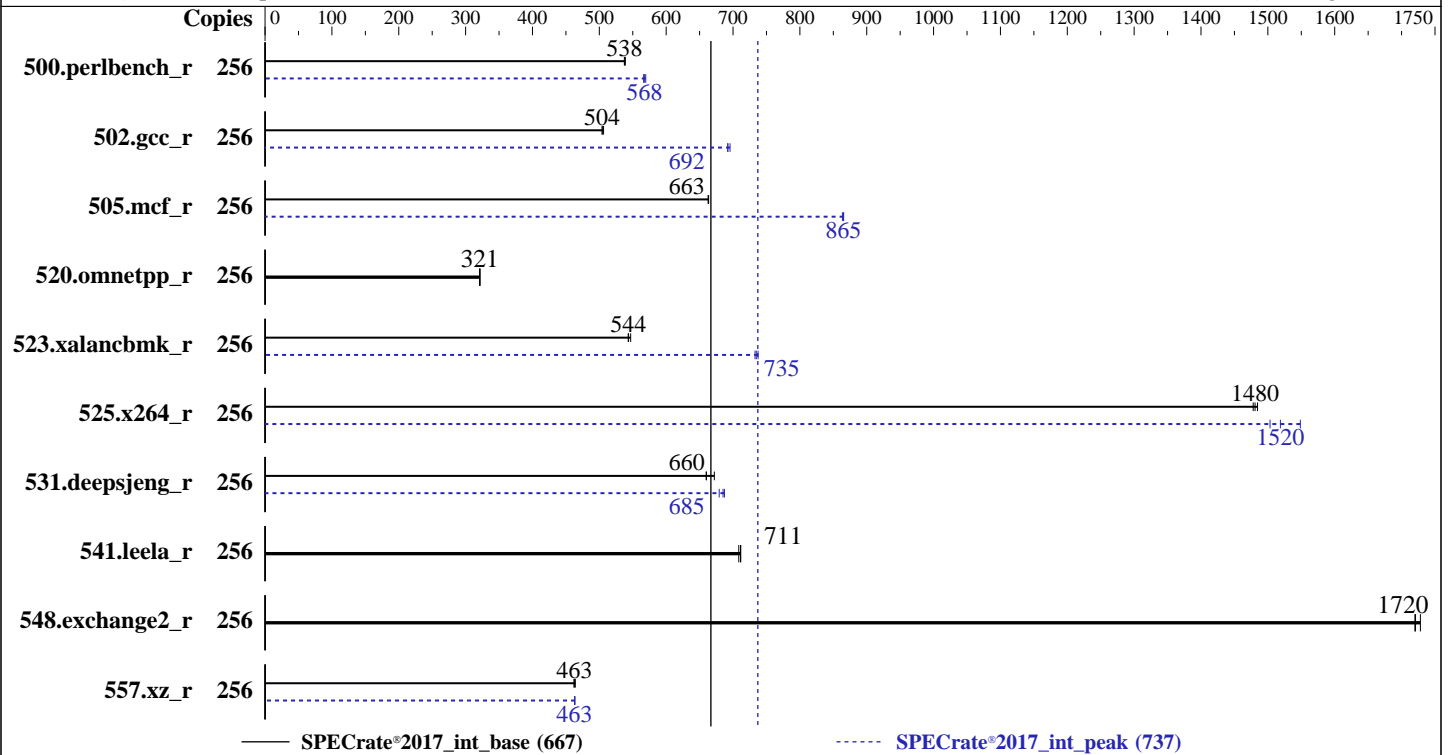 Copies 0 100 200 300 400 500 600 700 800 900 1000 1100 1200 1300 1400 1500 1600 1750
538
500.perlbench_r 256
568
504
502.gcc_r 256
692
663
505.mcf_r 256
865
321
520.omnetpp_r 256
544
523.xalancbmk_r 256
735
1480
525.x264_r 256
1520
660
531.deepsjeng_r 256
685
711
541.leela_r 256
1720
548.exchange2_r 256
463
557.xz_r 256
463
SPECrate®2017_int_base (667) SPECrate®2017_int_peak (737)